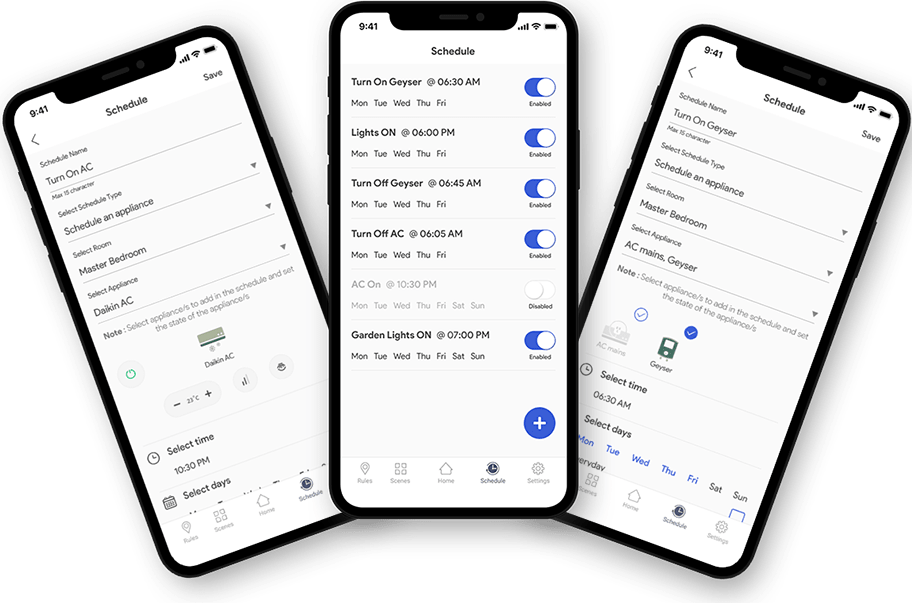 9:41
Schedule
Save
Schedule Name
Turn On AC
Max 15 character
Select Schedule Type
Schedule an appliance
Select Room
Master Bedroom
Select Appliance
Daikin AC
Note : Select appliance/s to add in the schedule and set
the state of the appliance/s
Daikin AC
23°C
Select time
10:30 PM
Select days
Rules
Scenes
Home
Schedule
9:41
Schedule
Turn On Geyser @ 06:30 AM
Mon Tue Wed Thu Fri
Enabled
Lights ON @ 06:00 PM
Mon Tue Wed Thu Fri
Enabled
Turn Off Geyser @ 06:45 AM
Mon Tue Wed Thu Fri
Enabled
Turn Off AC @ 06:05 AM
Mon Tue Wed Thu Fri
Enabled
AC On @ 10:30 PM
Mon Tue Wed Thu Fri Sat Sun
Disabled
Garden Lights ON @ 07:00 PM
Mon Tue Wed Thu Fri Sat Sun
Enabled
Rules
Scenes
Home
Schedule
Settings
9:41
Schedule
Save
Schedule Name
Turn On Geyser
Max 15 character
Select Schedule Type
Schedule an appliance
Select Room
Master Bedroom
Select Appliance
AC mains, Geyser
Note : Select appliance/s to add in the schedule and set
the state of the appliance/s
AC mains
Geyser
Select time
06:30 AM
Select days
Mon Tue Wed Thu Fri Sat Sun
Scenes
Home
Schedule
Settings